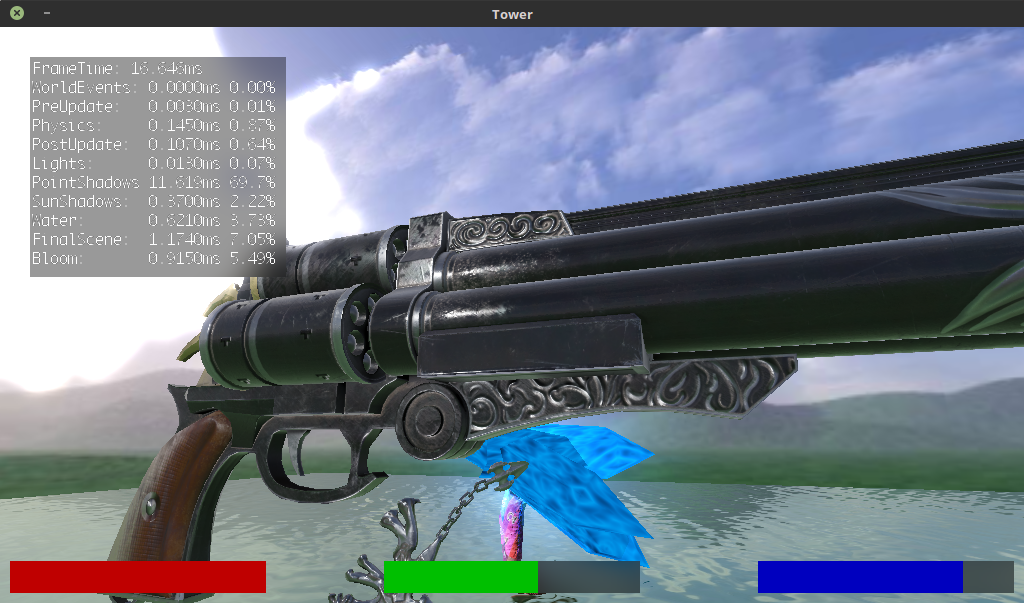 Tower
FrameTime: 16.646ms
WorldEvents: 0.0000ms 0.00%
PreUpdate: 0.0030ms 0.01%
Physics: 0.1450ms 0.87%
PostUpdate: 0.1070ms 0.64%
Lights: 0.0130ms 0.07%
PointShadows 11.619ms 69.7%
SunShadows: 0.3700ms 2.22%
Water: 0.6210ms 3.73%
FinalScene: 1.1740ms 7.05%
Bloom: 0.9150ms 5.49%